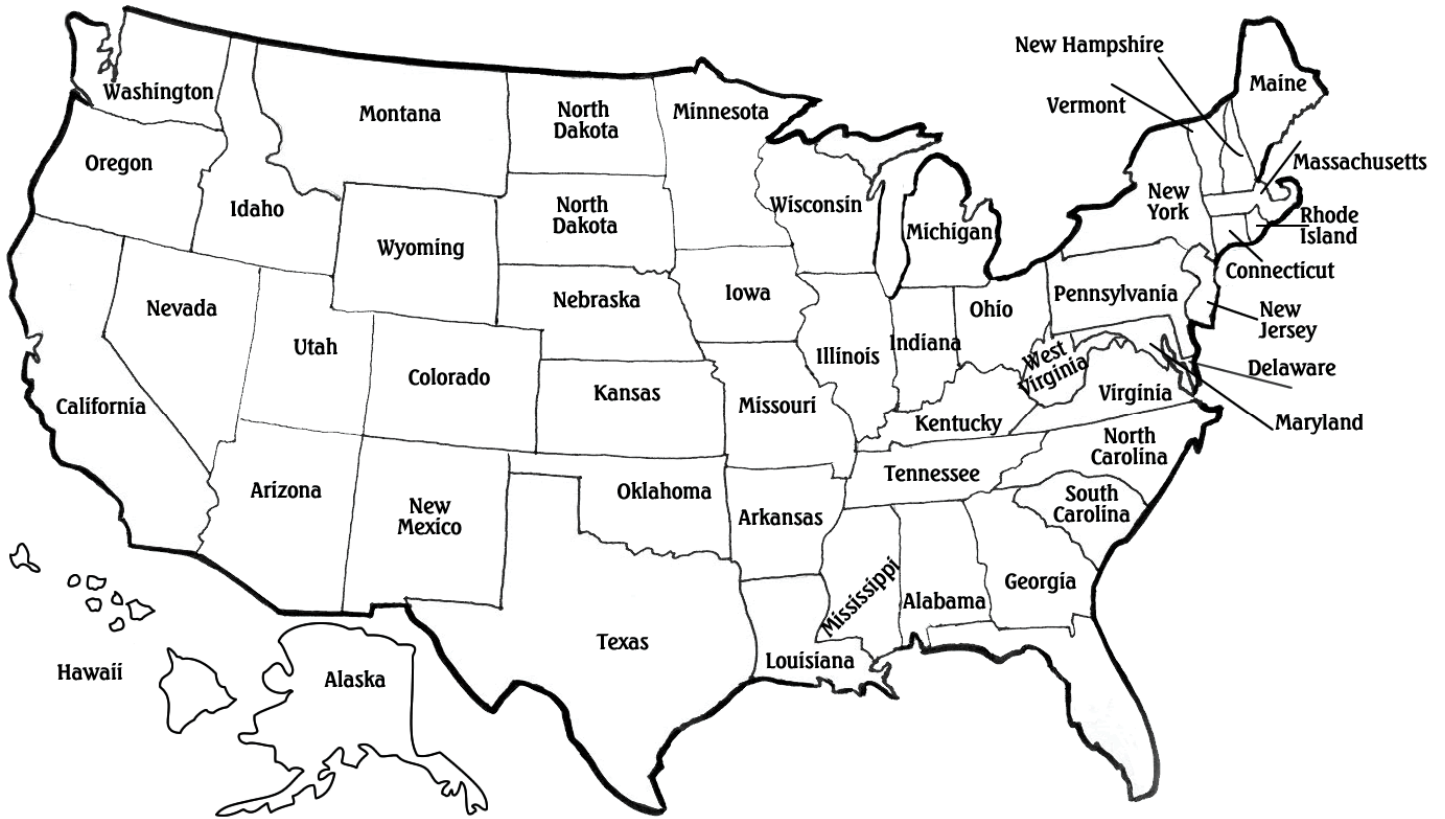 New Hampshire
Maine
Washington
Montana
North
Dakota
Minnesota
Vermont
Oregon
Massachusetts
Idaho
North
Dakota
Wisconsin
New
York
Rhode
Island
Wyoming
Michigan
Connecticut
Nevada
Nebraska
Iowa
Ohio
Pennsylvania
New
Jersey
Utah
Colorado
Illinois
Indiana
West
Virginia
Delaware
California
Kansas
Missouri
Kentucky
Virginia
Maryland
Arizona
New
Mexico
Oklahoma
Arkansas
Tennessee
North
Carolina
South
Carolina
Mississippi
Alabama
Georgia
Hawaii
Alaska
Texas
Louisiana